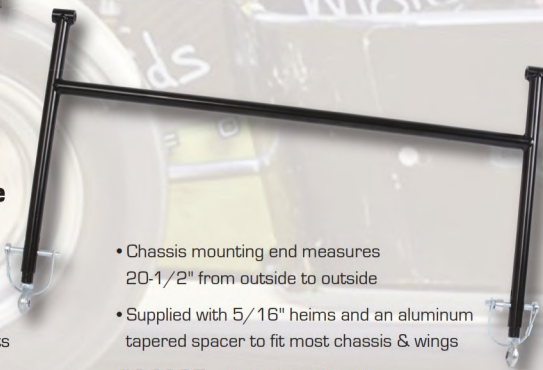 • Chassis mounting end measures
20-1/2" from outside to outside
• Supplied with 5/16" heims and an aluminum
tapered spacer to fit most chassis & wings